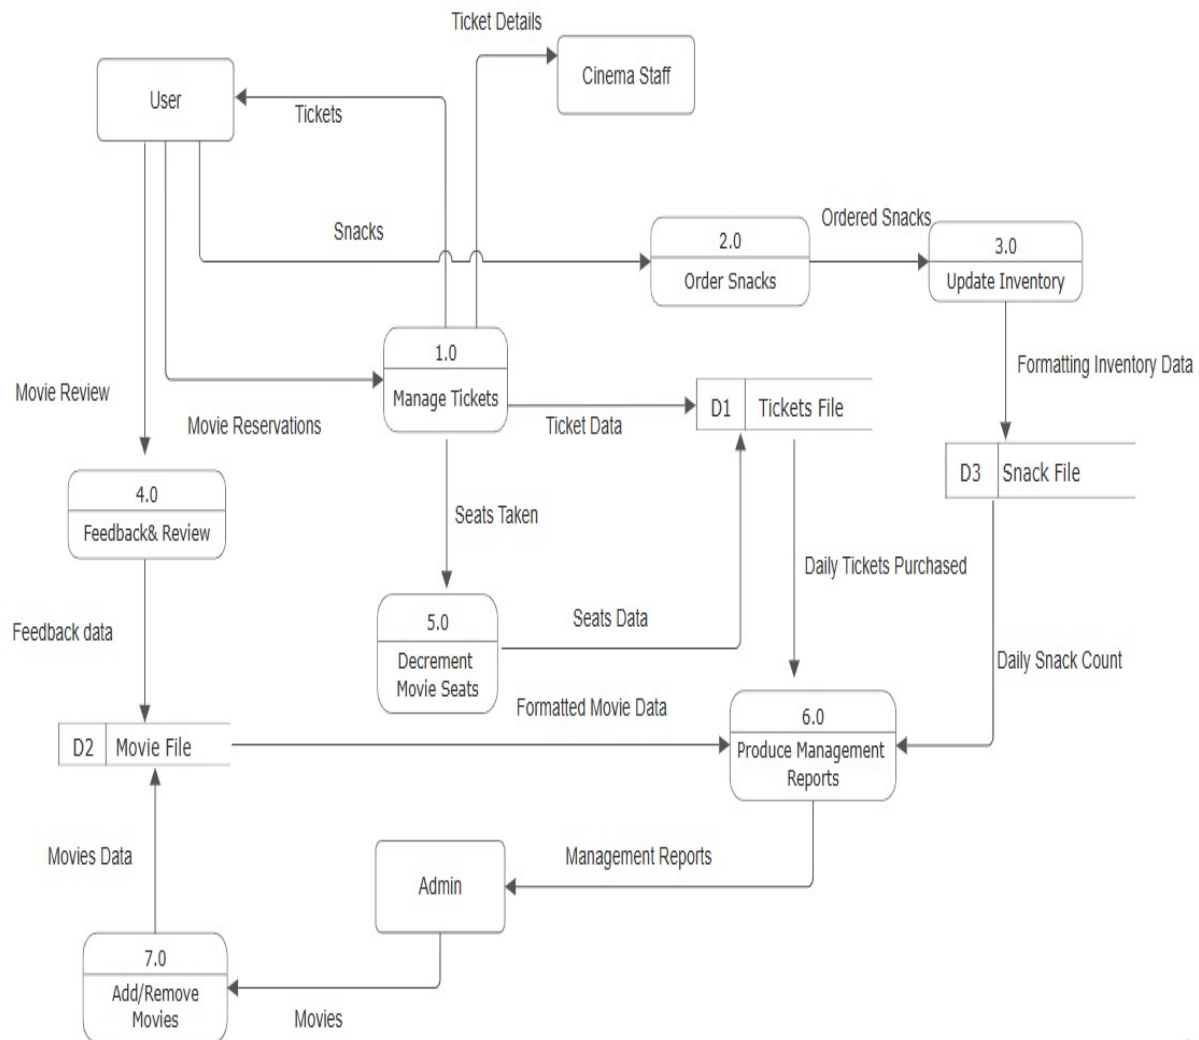 Ticket Details
Cinema Staff
User
Tickets
Snacks
Ordered Snacks
2.0
Order Snacks
3.0
Update Inventory
1.0
Manage Tickets
Movie Review
Movie Reservations
Ticket Data
D1
Tickets File
Formatting Inventory Data
D3
Snack File
4.0
Feedback& Review
Seats Taken
Daily Tickets Purchased
Feedback data
5.0
Decrement
Movie Seats
Seats Data
Daily Snack Count
Formatted Movie Data
D2
Movie File
6.0
Produce Management
Reports
Movies Data
Admin
Management Reports
7.0
Add/Remove
Movies
Movies